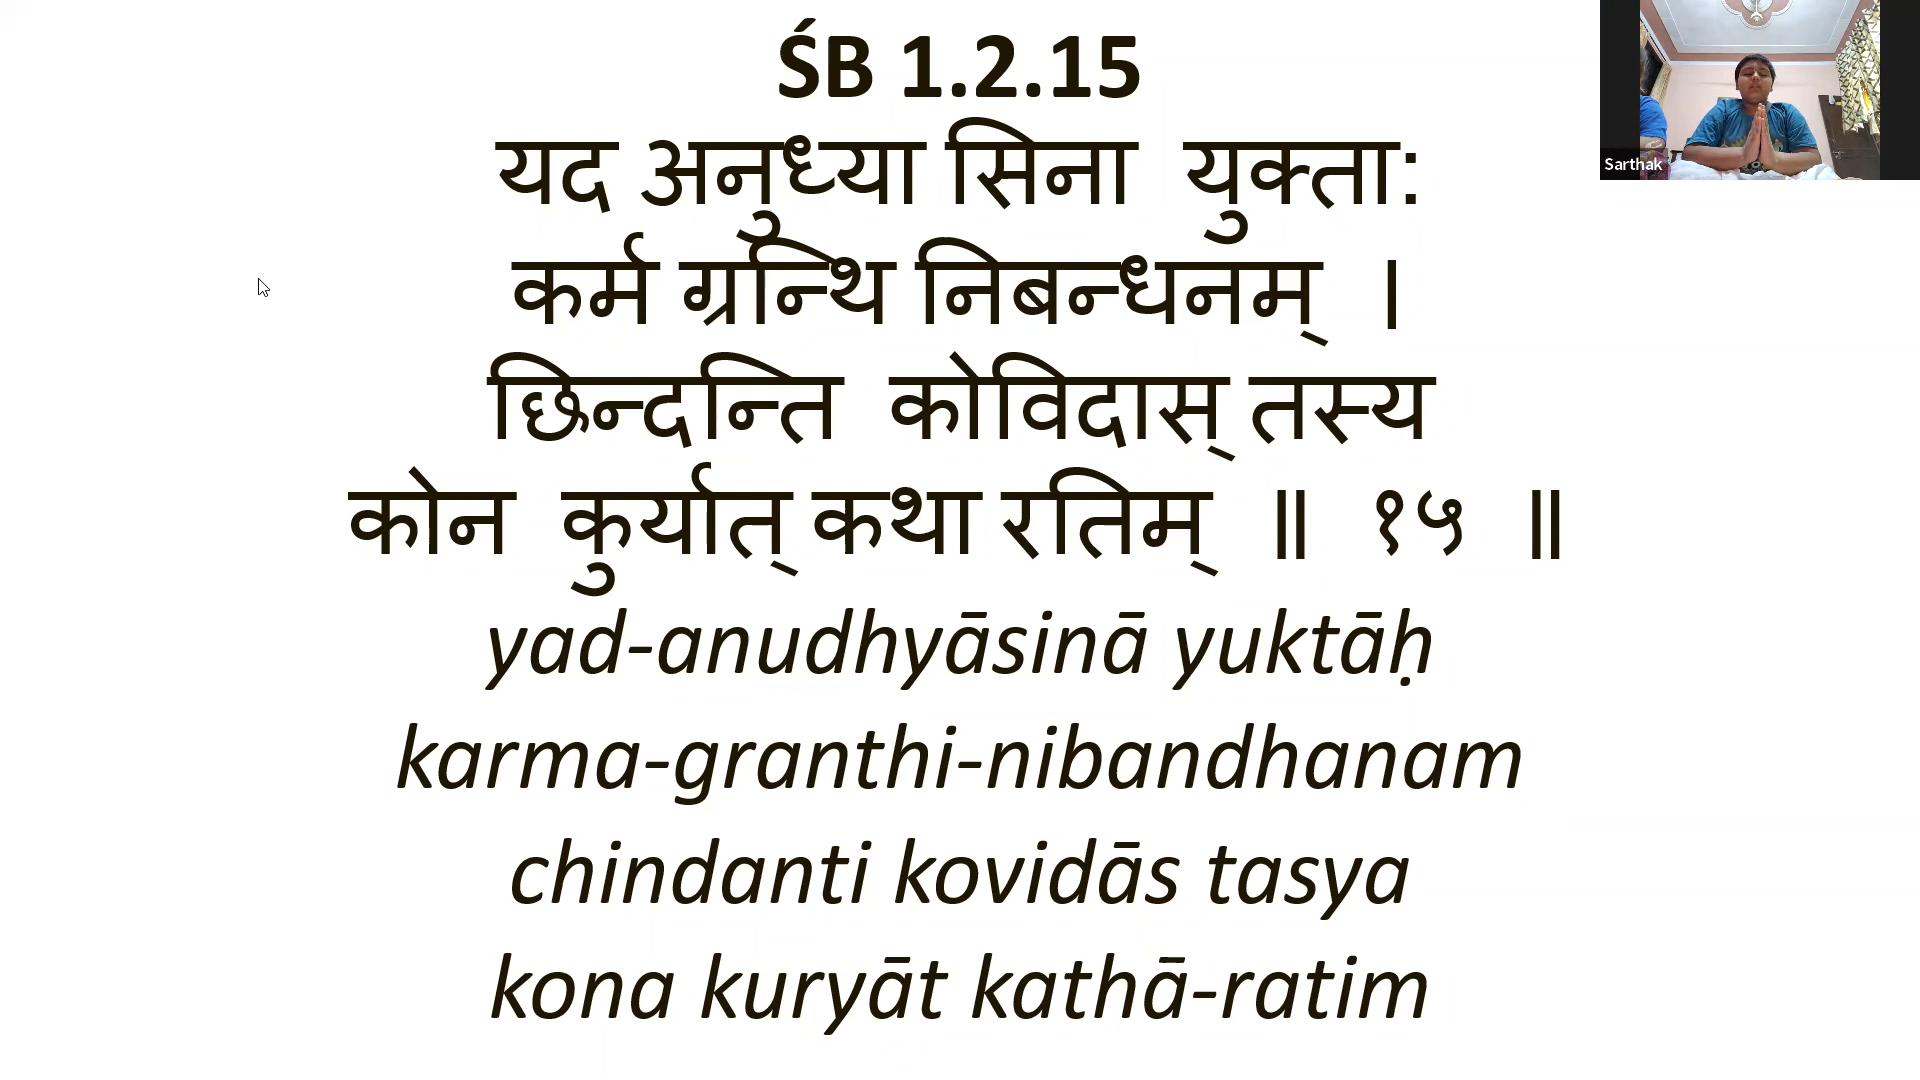 ŚB 1.2.15
यद अनुध्या सिना युक्ता:
कर्म ग्रन्थि निबन्धनम् ।
छिन्दन्ति कोविदास् तस्य
कोन कुर्यात् कथा रतिम् ॥ १५ ॥
yad-anudhyāsinā yuktāḥ
karma-granthi-nibandhanam
chindanti kovidās tasya
kona kuryāt kathā-ratim
Sarthak